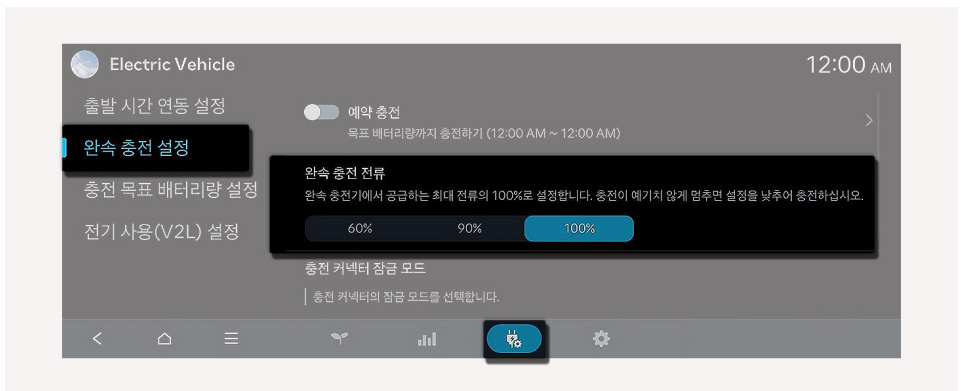 Electric Vehicle
12:00 AM
출발 시간 연동 설정
완속 충전 설정
충전 목표 배터리량 설정
전기 사용(V2L) 설정
예약 충전
목표 배터리량까지 충전하기 (12:00 AM ~ 12:00 AM)
완속 충전 전류
완속 충전기에서 공급하는 최대 전류의 100%로 설정합니다. 충전이 예기치 않게 멈추면 설정을 낮추어 충전하십시오.
60% 90% 100%
충전 커넥터 잠금 모드
충전 커넥터의 잠금 모드를 선택합니다.